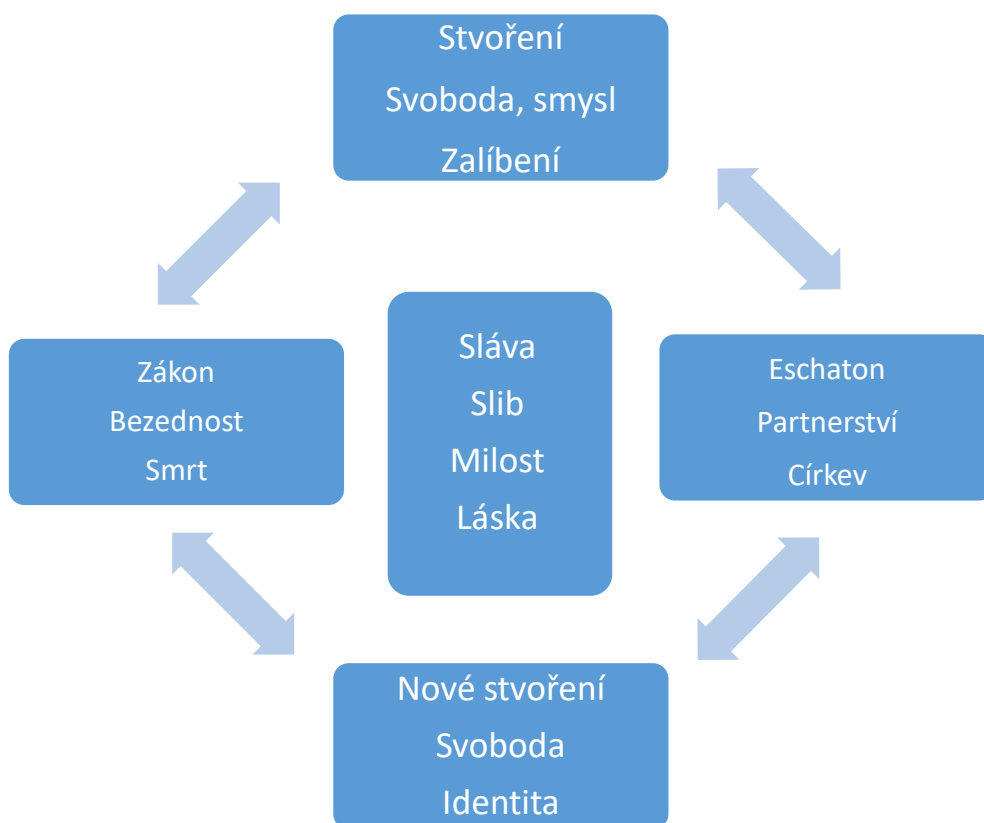 Stvoření
Svoboda, smysl
Zalíbení
Zákon
Bezednost
Smrt
Sláva
Slib
Milost
Láska
Eschaton
Partnerství
Církev
Nové stvoření
Svoboda
Identita